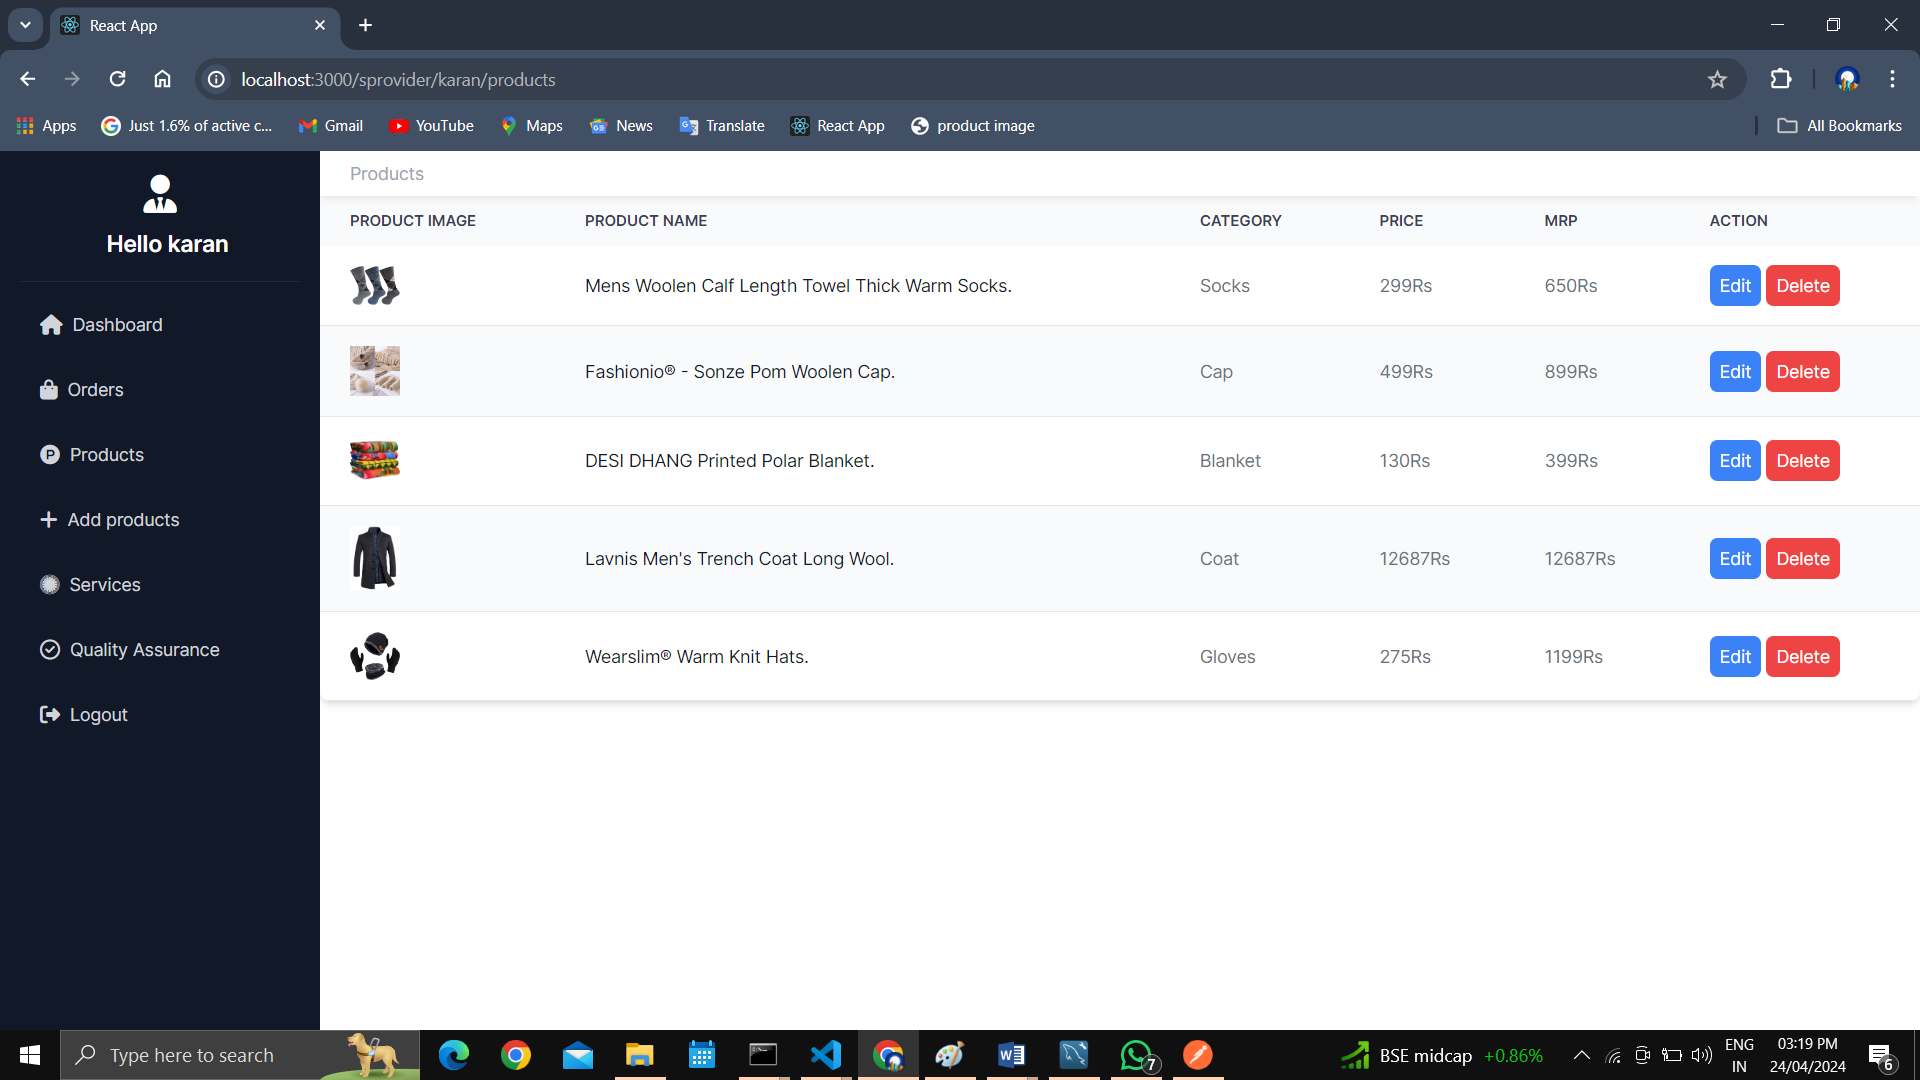 React App
localhost:3000/sprovider/karan/products
Apps Just 1.6% of active c... Gmail YouTube Maps News Translate React App product image All Bookmarks
Hello karan
Dashboard
Orders
Products
Add products
Services
Quality Assurance
Logout
Products
PRODUCT IMAGE PRODUCT NAME CATEGORY PRICE MRP ACTION
Mens Woolen Calf Length Towel Thick Warm Socks. Socks 299Rs 650Rs Edit Delete
Fashionio® - Sonze Pom Woolen Cap. Cap 499Rs 899Rs Edit Delete
DESI DHANG Printed Polar Blanket. Blanket 130Rs 399Rs Edit Delete
Lavnis Men's Trench Coat Long Wool. Coat 12687Rs 12687Rs Edit Delete
Wearslim® Warm Knit Hats. Gloves 275Rs 1199Rs Edit Delete
Type here to search 7 BSE midcap +0.86% ENG 03:19 PM
IN 24/04/2024 6